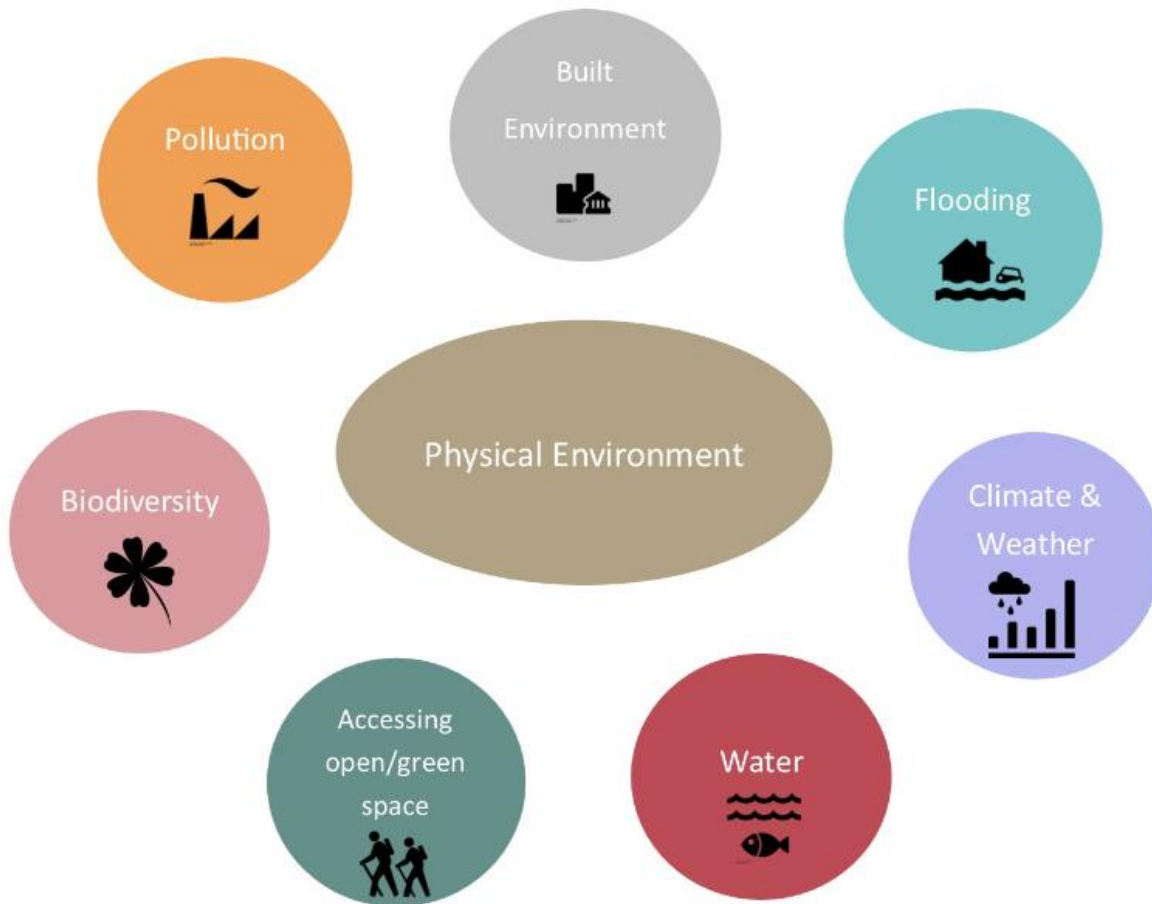 Built
Environment
Pollution
Flooding
Physical Environment
Biodiversity
Climate &
Weather
Accessing
open/green
space
Water